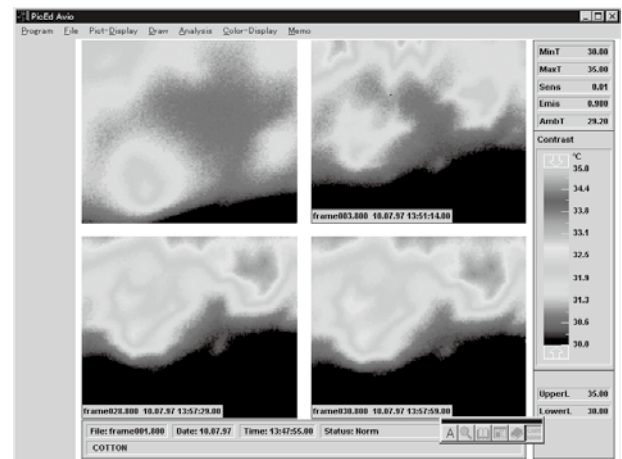 PicEd Avio
Program File Pict-Display Draw Analysis Color-Display Memo
MinT 30.00
MaxT 35.00
Sens 0.01
Emis 0.980
AmbT 29.20
Contrast
°C
35.0
34.4
33.8
33.1
32.5
31.9
31.3
30.6
30.0
frame003.800 10.07.97 13:51:14.00
frame028.800 10.07.97 13:57:29.00
frame030.800 10.07.97 13:57:59.00
UpperL 35.00
LowerL 30.00
File: frame001.800 Date: 10.07.97 Time: 13:47:55.00 Status: Norm
A
COTTON